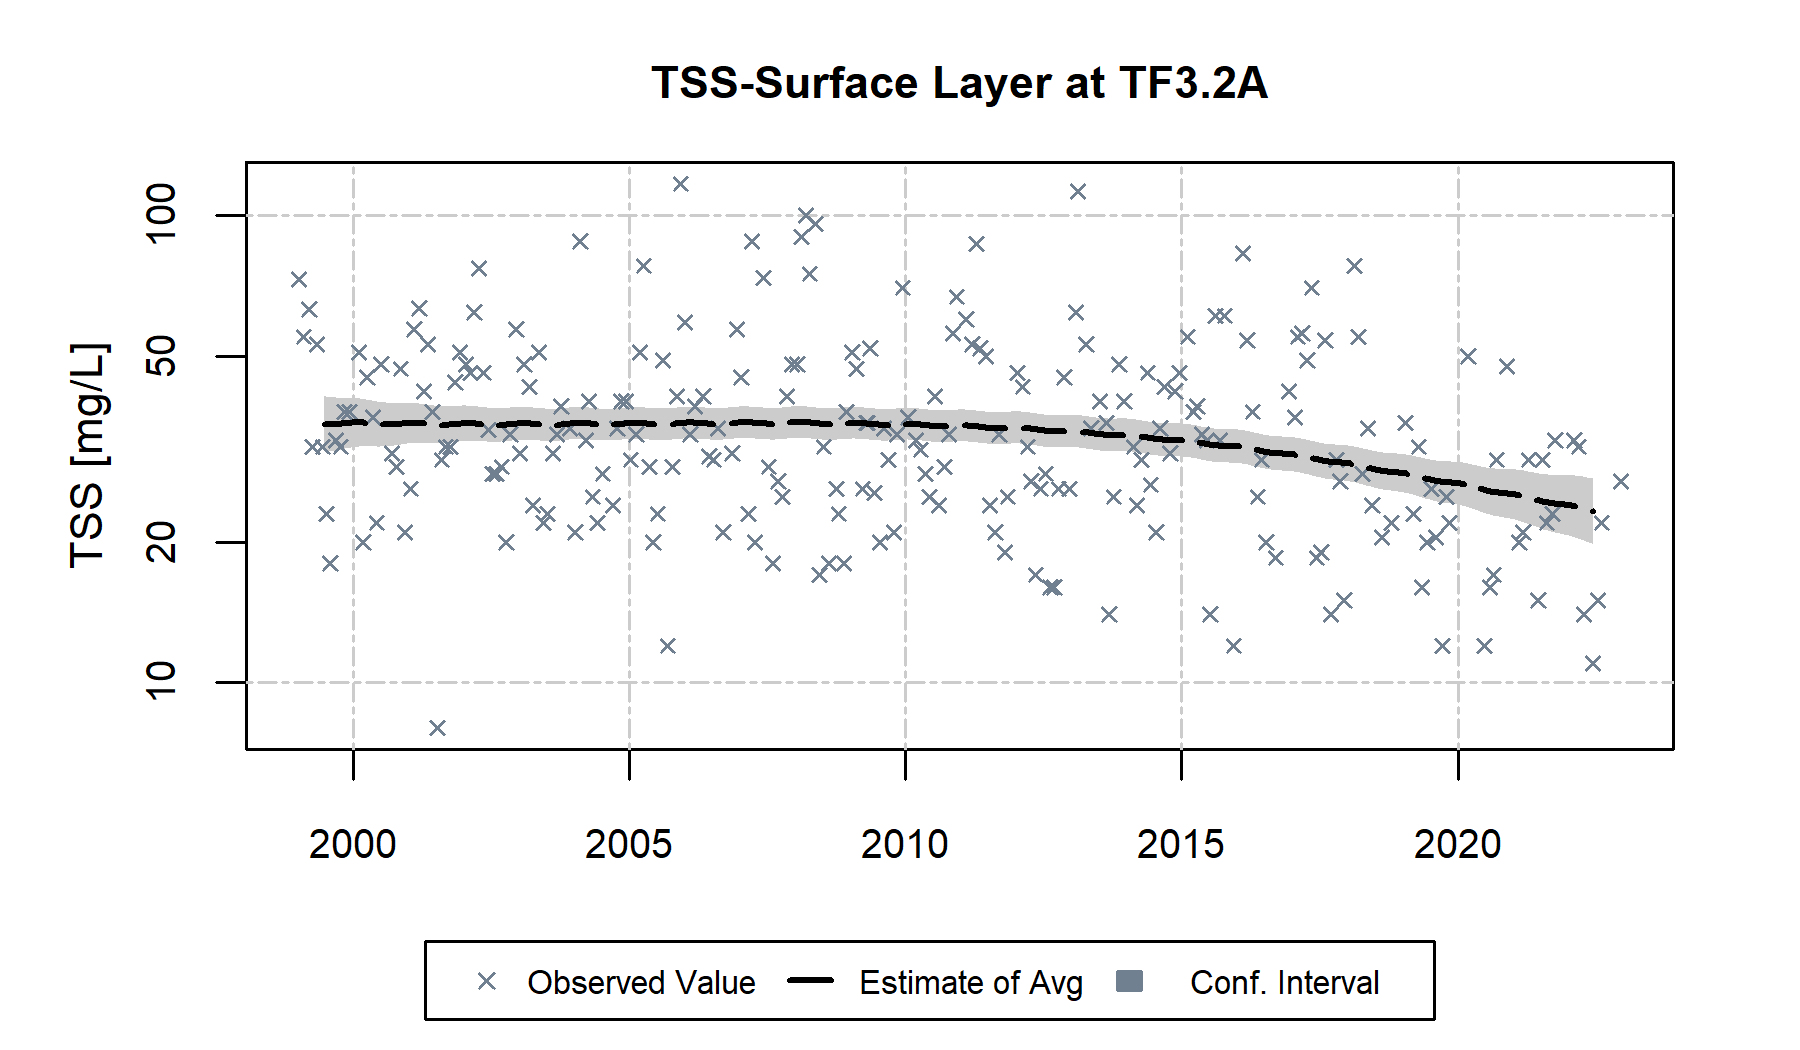 TSS-Surface Layer at TF3.2A
TSS [mg/L]
100
50
20
10
2000 2005 2010 2015 2020
Observed Value Estimate of Avg Conf. Interval